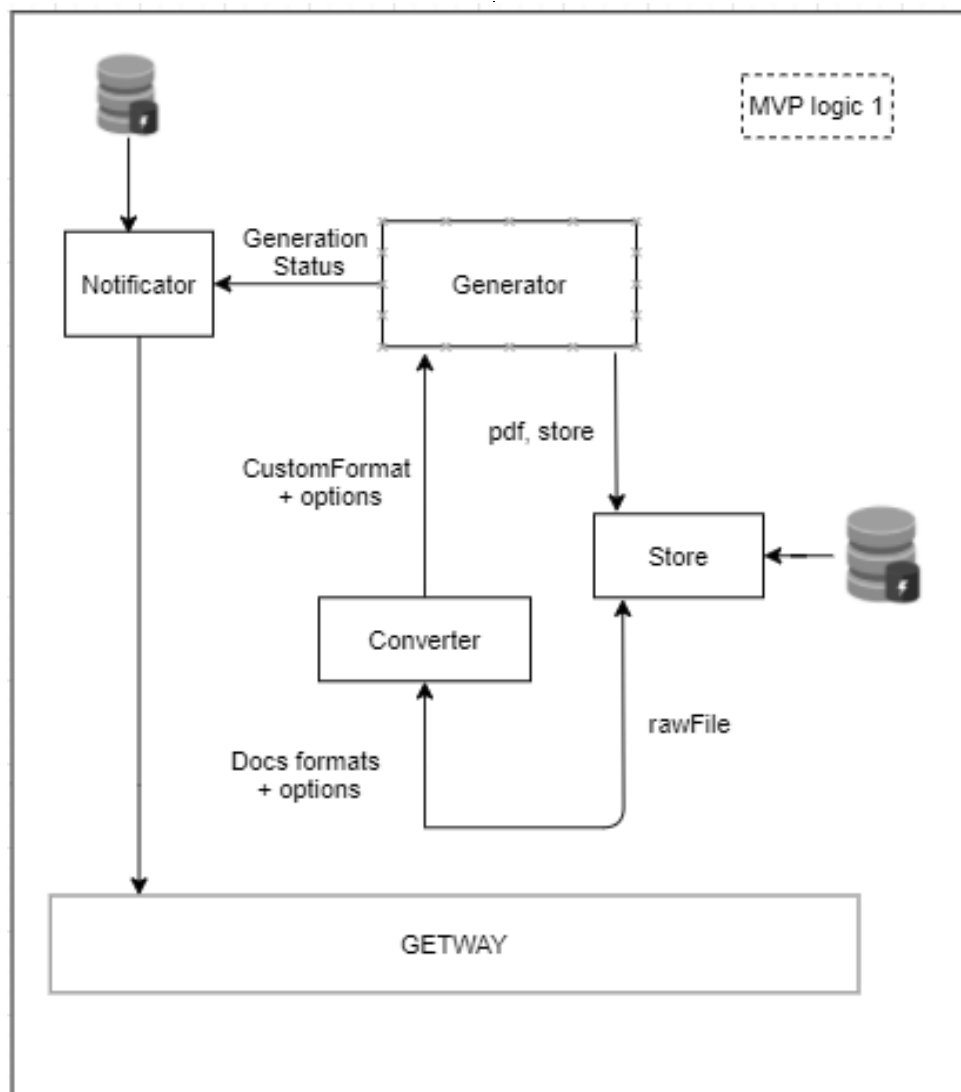 MVP logic 1
Generation
Status
Notificator
Generator
pdf, store
CustomFormat
+ options
Store
Converter
rawFile
Docs formats
+ options
GETWAY